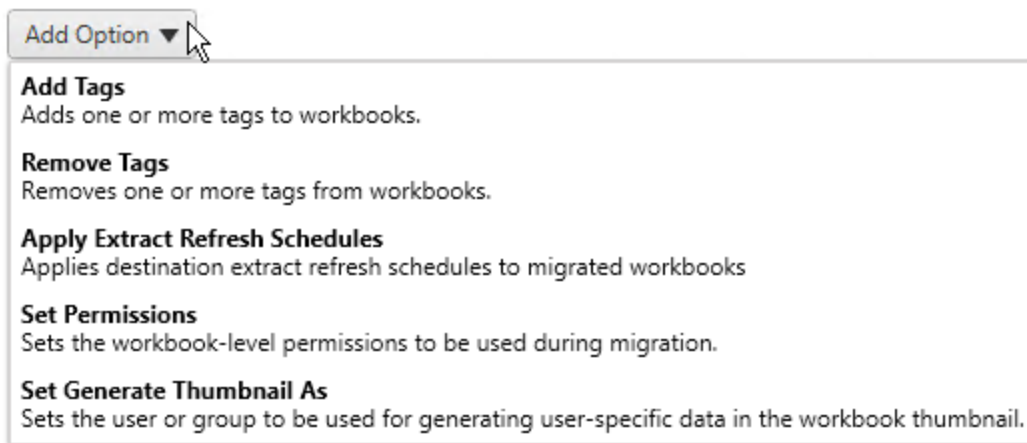 Add Option ▼
Add Tags
Adds one or more tags to workbooks.
Remove Tags
Removes one or more tags from workbooks.
Apply Extract Refresh Schedules
Applies destination extract refresh schedules to migrated workbooks
Set Permissions
Sets the workbook-level permissions to be used during migration.
Set Generate Thumbnail As
Sets the user or group to be used for generating user-specific data in the workbook thumbnail.